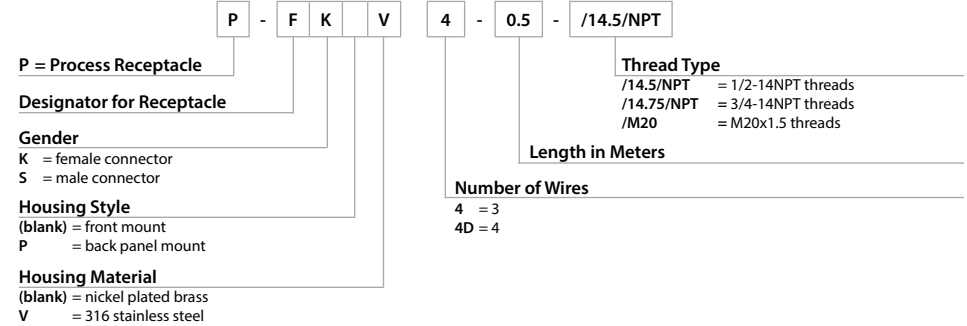 P - F K V 4 - 0.5 - /14.5/NPT
P = Process Receptacle
Designator for Receptacle
Gender
K = female connector
S = male connector
Housing Style
(blank) = front mount
P = back panel mount
Housing Material
(blank) = nickel plated brass
V = 316 stainless steel
Thread Type
/14.5/NPT = 1/2-14NPT threads
/14.75/NPT = 3/4-14NPT threads
/M20 = M20x1.5 threads
Length in Meters
Number of Wires
4 = 3
4D = 4